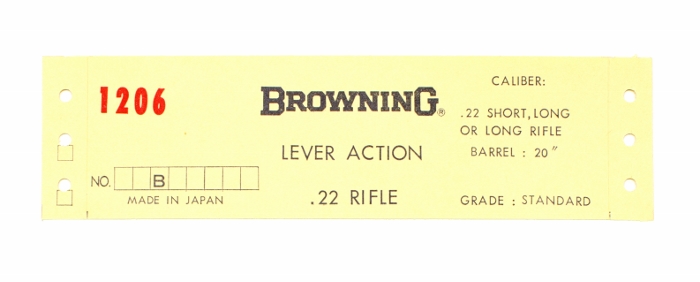 1206
BROWNING®
LEVER ACTION
.22 RIFLE
NO. B
MADE IN JAPAN
CALIBER:
.22 SHORT, LONG
OR LONG RIFLE
BARREL : 20"
GRADE : STANDARD